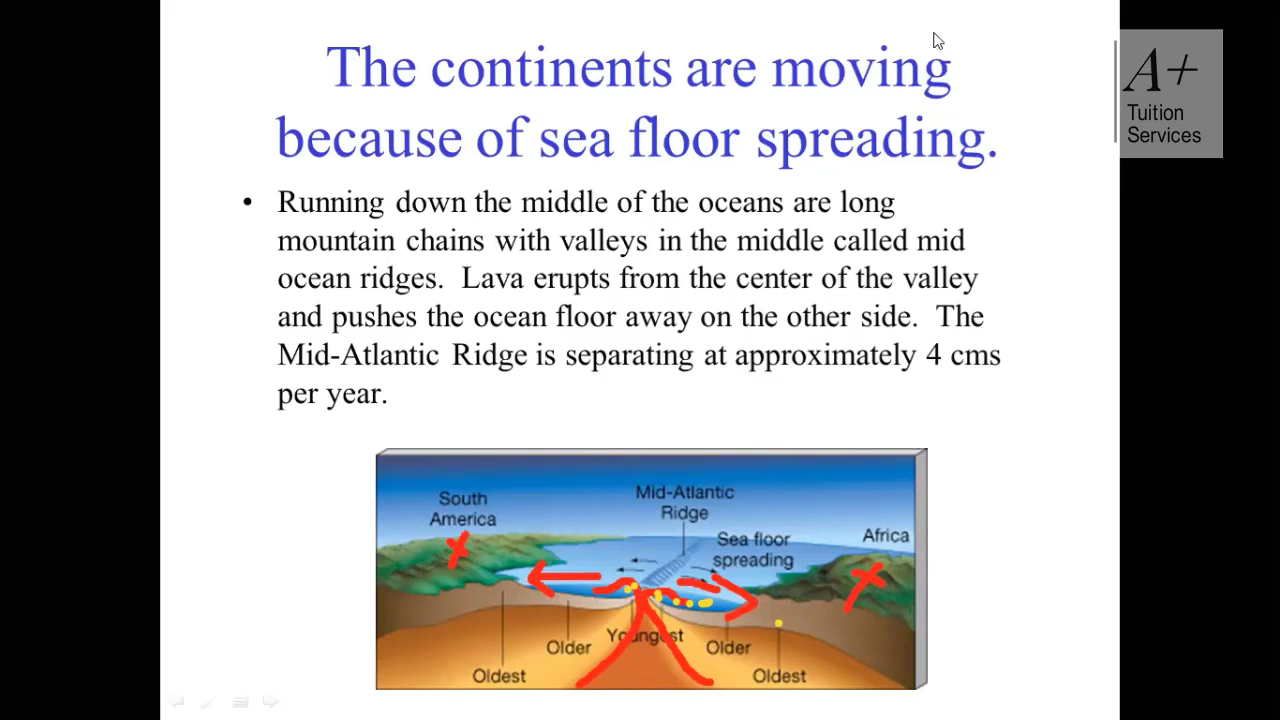 The continents are moving
because of sea floor spreading.
A+
Tuition
Services
• Running down the middle of the oceans are long
mountain chains with valleys in the middle called mid
ocean ridges. Lava erupts from the center of the valley
and pushes the ocean floor away on the other side. The
Mid-Atlantic Ridge is separating at approximately 4 cms
per year.
South
America
Mid-Atlantic
Ridge
Sea floor
spreading
Africa
Youngest
Older
Older
Oldest
Oldest